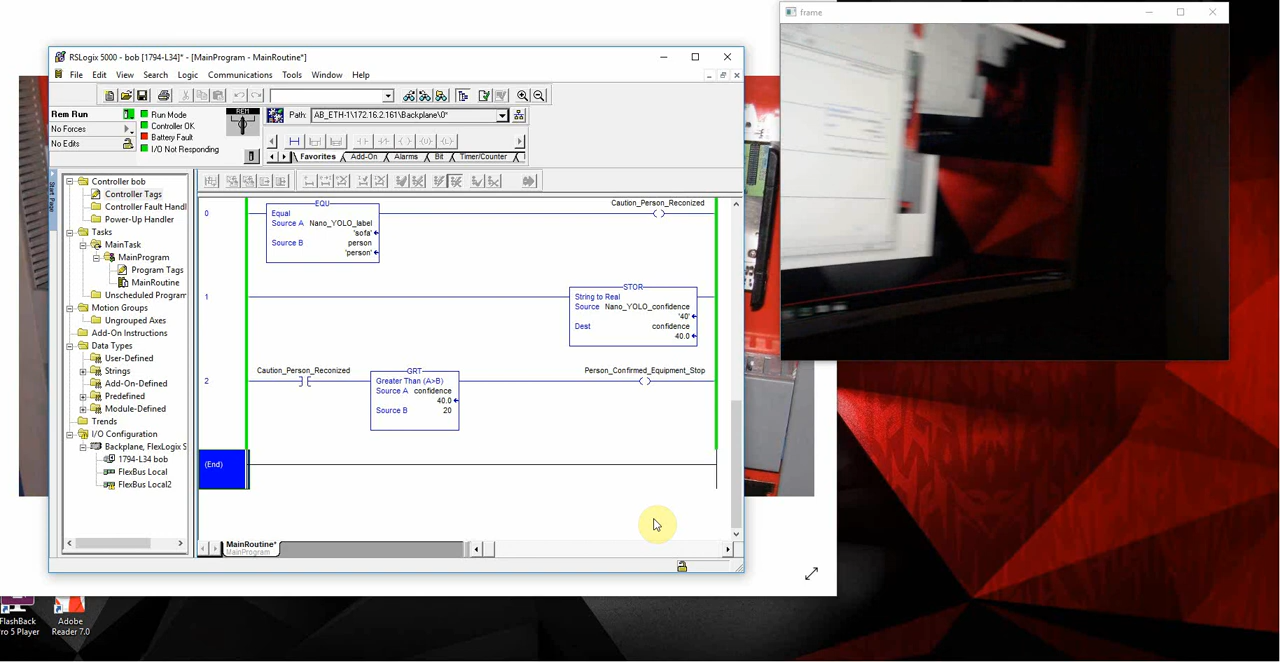 frame
RSLogix 5000 - bob [1794-L34]* - [MainProgram - MainRoutine*]
File Edit View Search Logic Communications Tools Window Help
Rem Run
No Forces
No Edits
Run Mode
Controller OK
Battery Fault
I/O Not Responding
REM
Path: AB_ETH-1\172.16.2.161\Backplane\0*
Favorites Add-On Alarms Bit Timer/Counter
Start Page
Controller bob
Controller Tags
Controller Fault Handl
Power-Up Handler
Tasks
MainTask
MainProgram
Program Tags
MainRoutine
Unscheduled Program
Motion Groups
Ungrouped Axes
Add-On Instructions
Data Types
User-Defined
Strings
Add-On-Defined
Predefined
Module-Defined
Trends
I/O Configuration
Backplane, FlexLogix S
1794-L34 bob
FlexBus Local
FlexBus Local2
0
EQU
Equal
Source A Nano_YOLO_label
'sofa'
Source B person
'person'
Caution_Person_Reconized
1
STOR
String to Real
Source Nano_YOLO_confidence
'40'
Dest confidence
40.0
2
Caution_Person_Reconized
GRT
Greater Than (A>B)
Source A confidence
40.0
Source B 20
Person_Confirmed_Equipment_Stop
(End)
MainRoutine*
MainProgram
FlashBack
ro 5 Player
Adobe
Reader 7.0